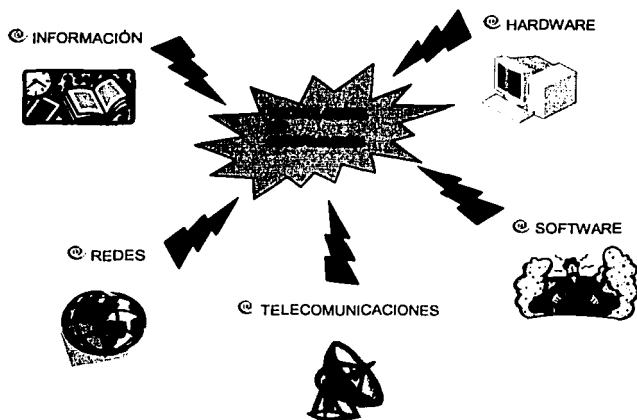 @ INFORMACIÓN
@ HARDWARE
@ REDES
@ SOFTWARE
@ TELECOMUNICACIONES